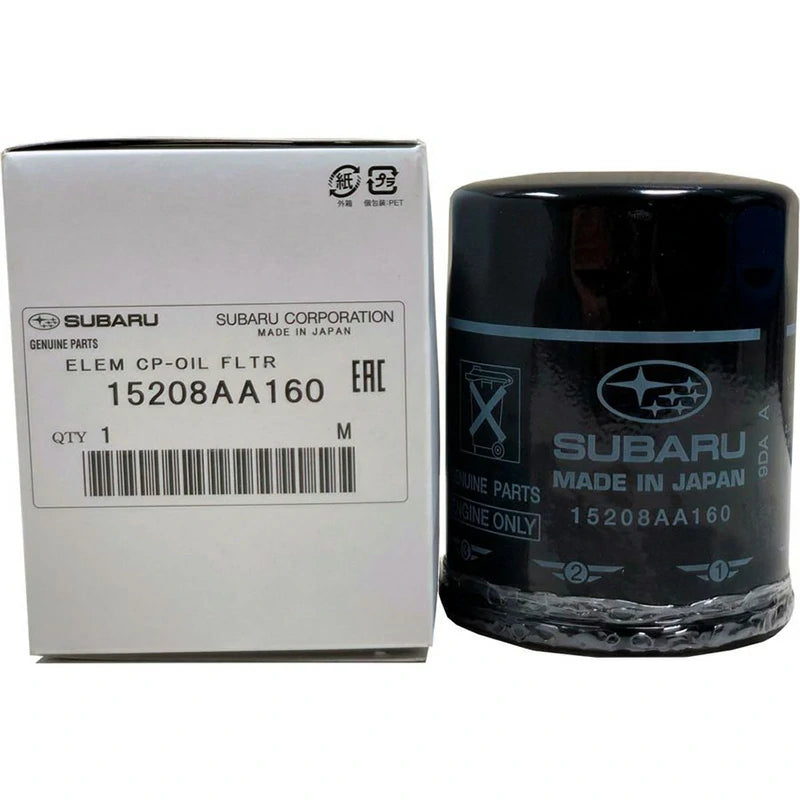 紙
プラ
外箱
個包装:PET
SUBARU
SUBARU CORPORATION
MADE IN JAPAN
GENUINE PARTS
ELEM CP-OIL FLTR
15208AA160
EAC
QTY 1
M
SUBARU
MADE IN JAPAN
15208AA160
9DA A
GENUINE PARTS
ENGINE ONLY
3
2
1